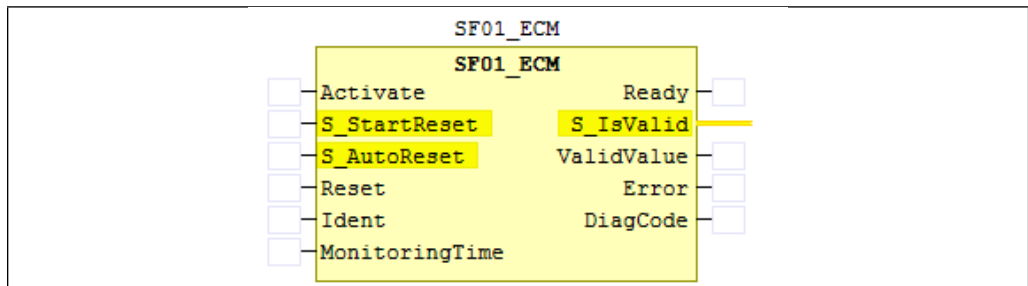 SF01_ECM
SF01_ECM
Activate Ready
S_StartReset S_IsValid
S_AutoReset ValidValue
Reset Error
Ident DiagCode
MonitoringTime